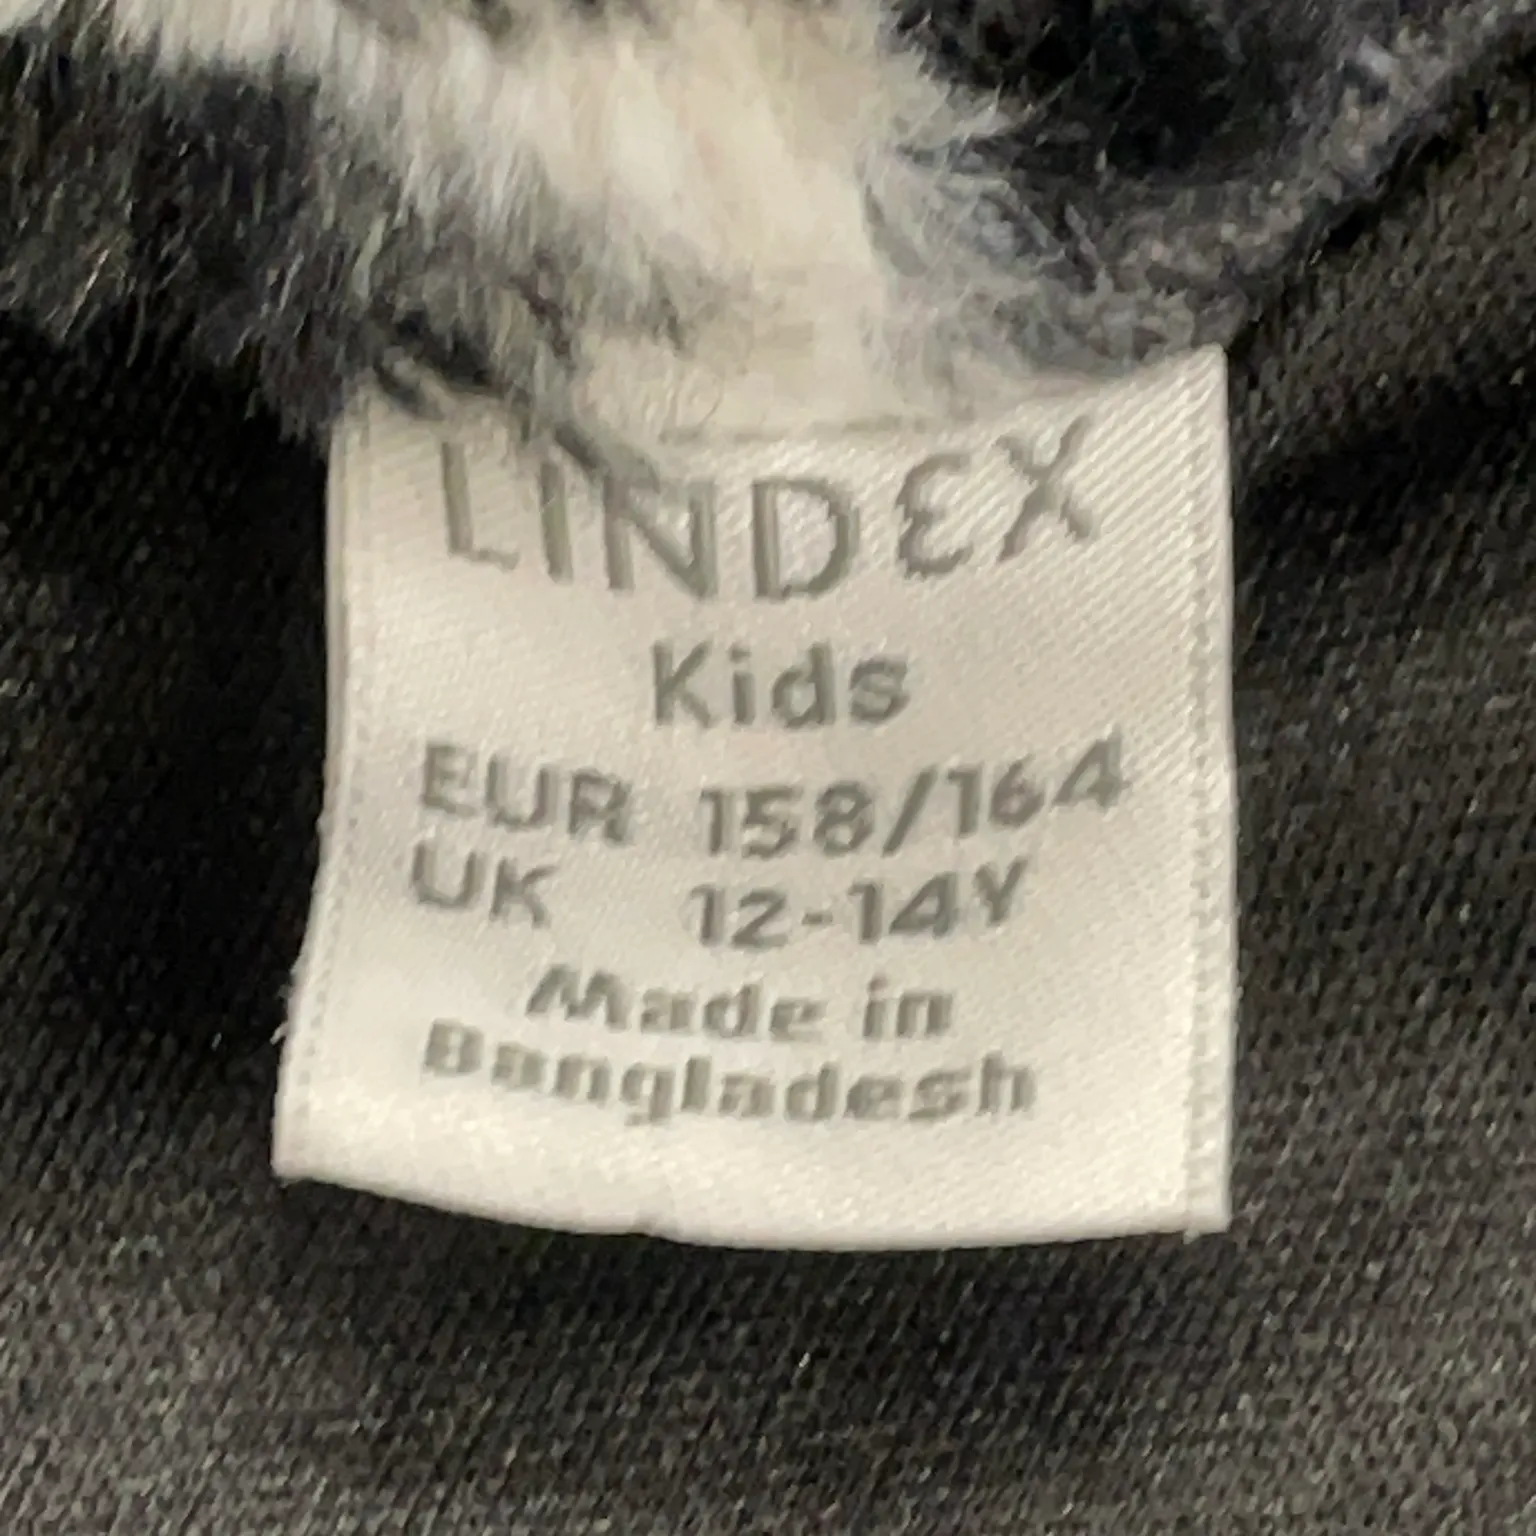 LINDEX
Kids
EUR 158/164
UK 12-14Y
Made in
Bangladesh